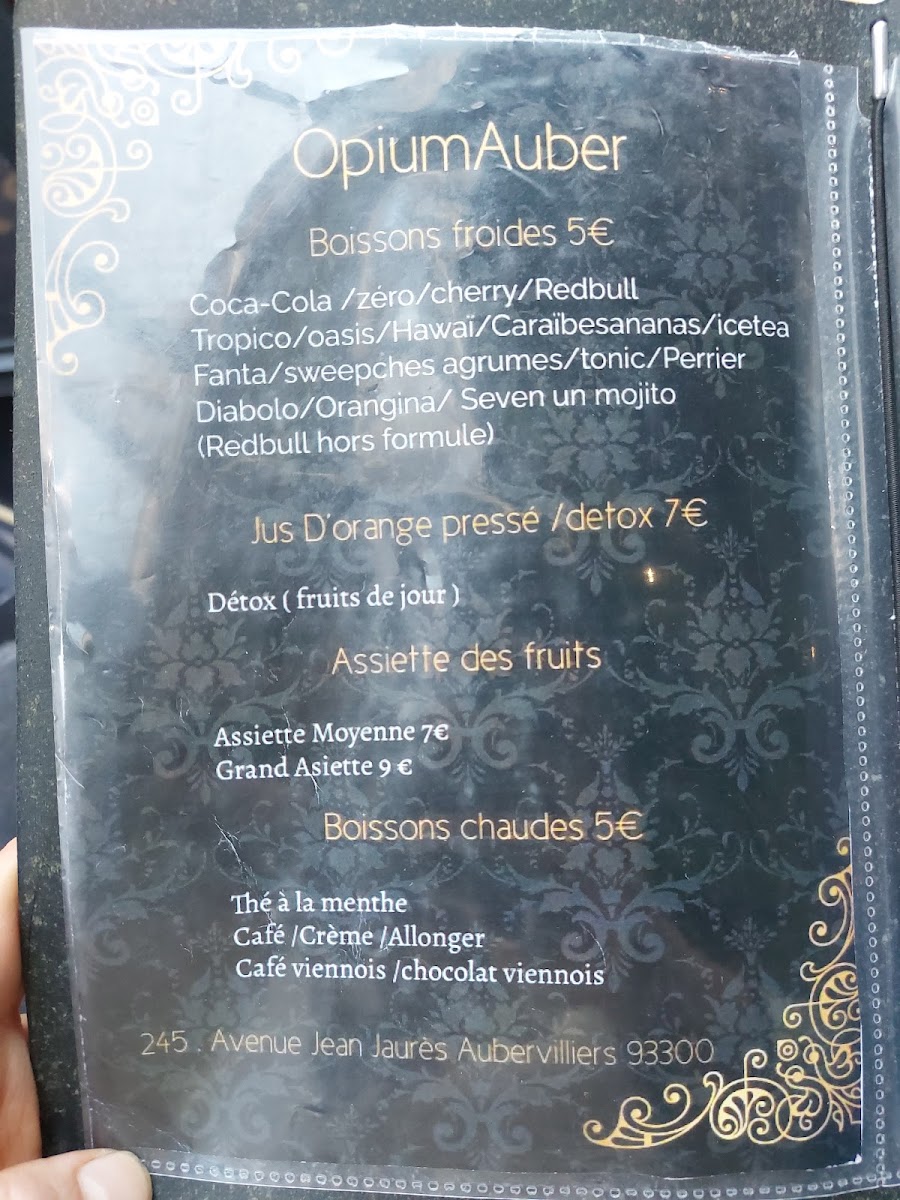 OpiumAuber
Boissons froides 5€
Coca-Cola /zéro/cherry/Redbull
Tropico/oasis/Hawaï/Caraïbesananas/icetea
Fanta/sweepches agrumes/tonic/Perrier
Diabolo/Orangina/ Seven un mojito
(Redbull hors formule)
Jus D'orange pressé /detox 7€
Détox ( fruits de jour )
Assiette des fruits
Assiette Moyenne 7€
Grand Asiette 9 €
Boissons chaudes 5€
Thé à la menthe
Café /Crème /Allonger
Café viennois /chocolat viennois
245 . Avenue Jean Jaurès Aubervilliers 93300